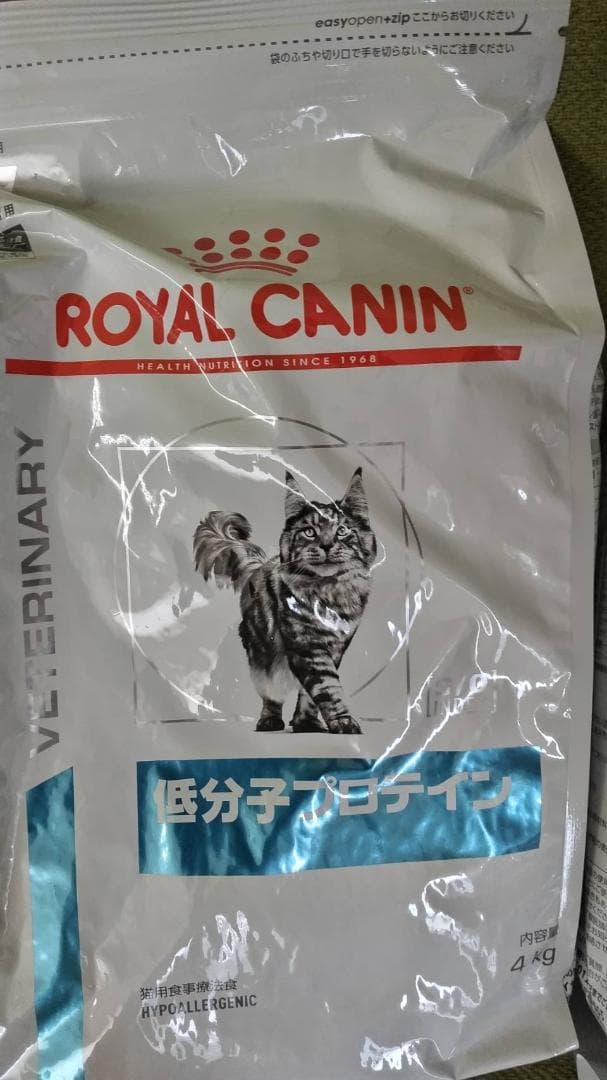 easyopen+zip ここからお切りください
袋のふちや切り口で手を切らないようにご注意ください
ROYAL CANIN®
HEALTH NUTRITION SINCE 1968
VETERINARY
低分子プロテイン
内容量
4 kg
猫用食事療法食
HYPOALLERGENIC